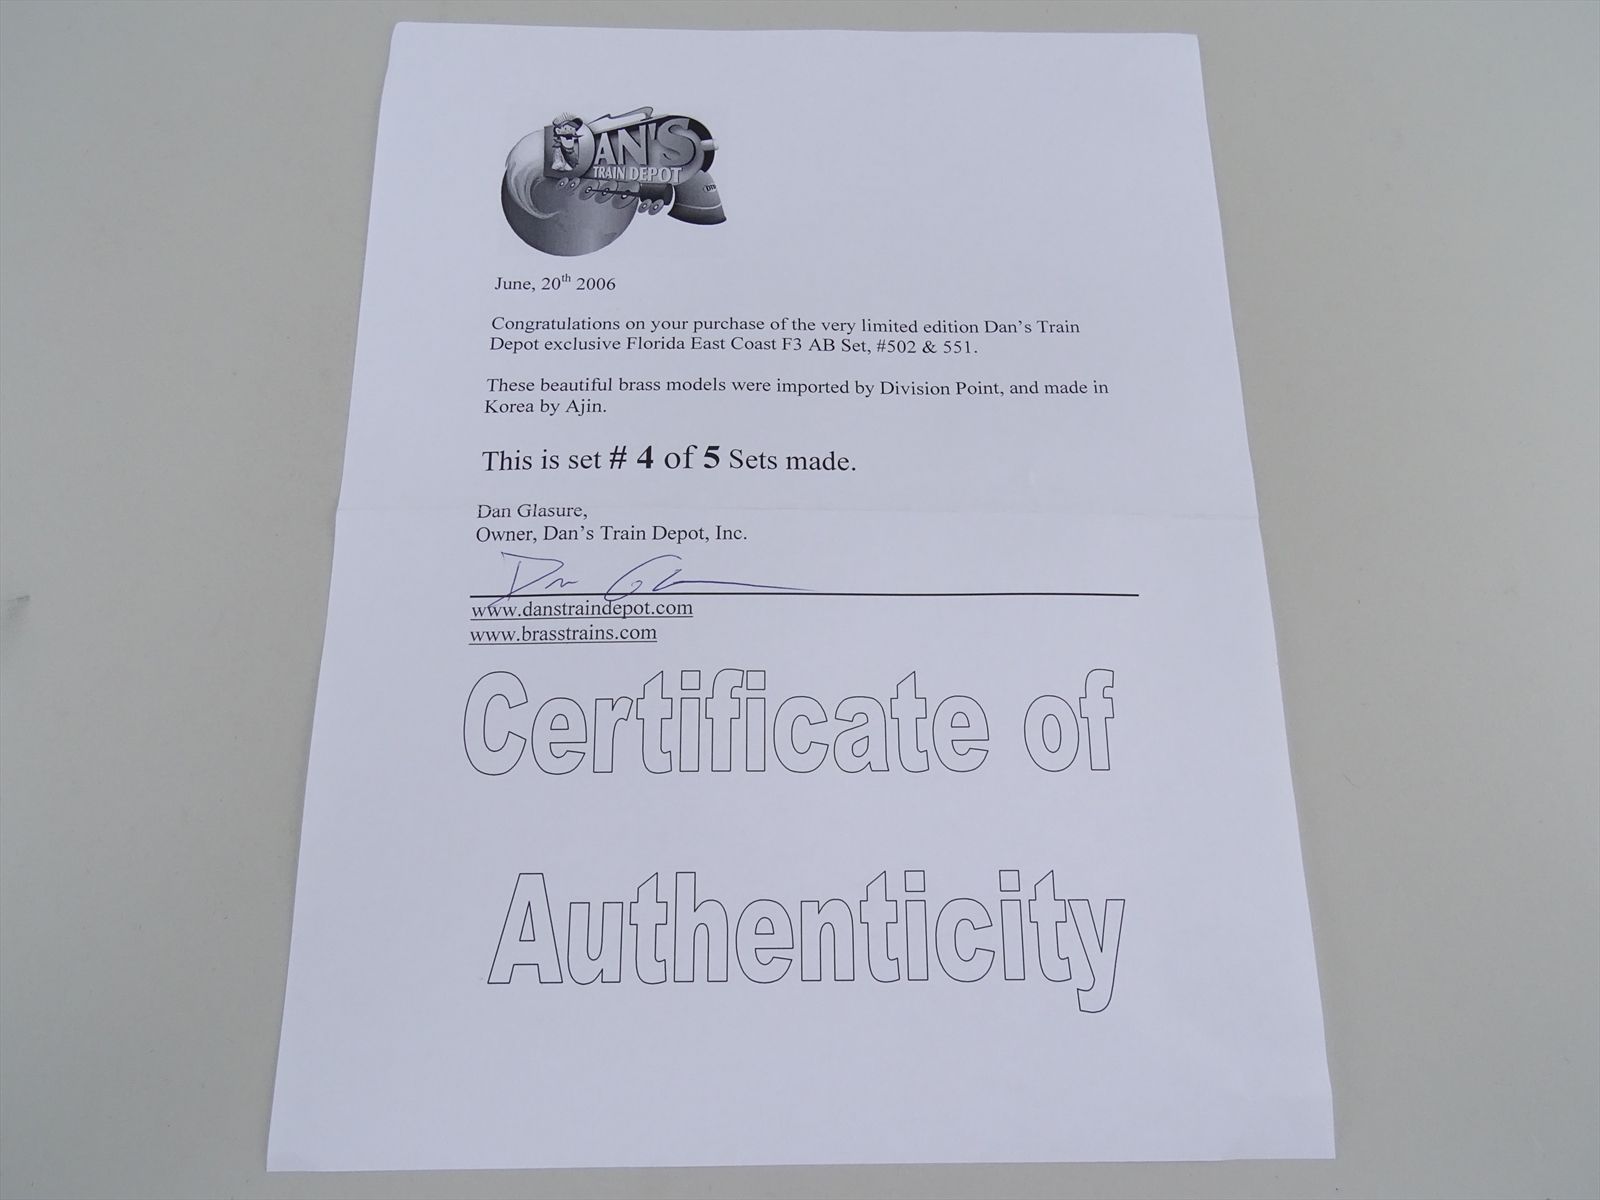 DAN'S
TRAIN DEPOT
June, 20th 2006
Congratulations on your purchase of the very limited edition Dan's Train
Depot exclusive Florida East Coast F3 AB Set, #502 & 551.
These beautiful brass models were imported by Division Point, and made in
Korea by Ajin.
This is set # 4 of 5 Sets made.
Dan Glasure,
Owner, Dan's Train Depot, Inc.
www.danstraindepot.com
www.brasstrains.com
Certificate of
Authenticity